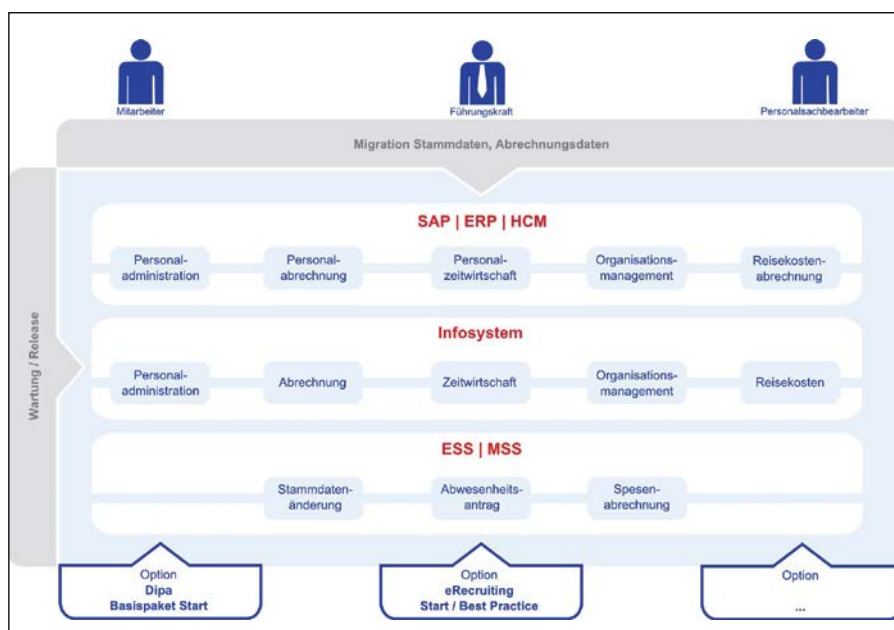 Mitarbeiter
Führungskraft
Personalsachbearbeiter
Migration Stammdaten, Abrechnungsdaten
Wartung / Release
SAP | ERP | HCM
Personal-
administration
Personal-
abrechnung
Personal-
zeitwirtschaft
Organisations-
management
Reisekosten-
abrechnung
Infosystem
Personal-
administration
Abrechnung
Zeitwirtschaft
Organisations-
management
Reisekosten
ESS | MSS
Stammdaten-
änderung
Abwesenheits-
antrag
Spesen-
abrechnung
Option
Dipa
Basispaket Start
Option
eRecruiting
Start / Best Practice
Option
...